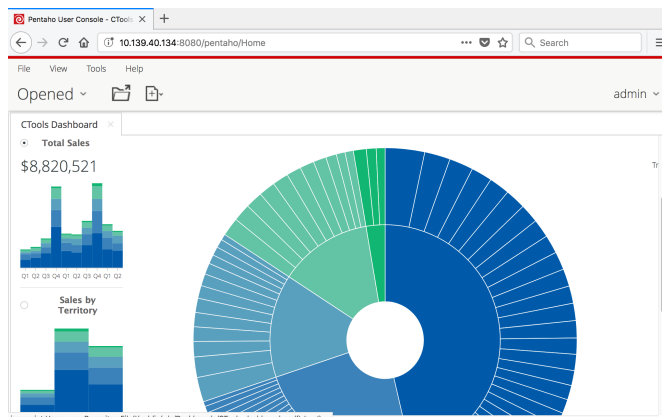 Pentaho User Console - CTools
10.139.40.134:8080/pentaho/Home
Search
File View Tools Help
Opened
admin
CTools Dashboard
Total Sales
Tr
$8,820,521
Q1 Q2 Q3 Q4 Q1 Q2 Q3 Q4 Q1 Q2
Sales by
Territory